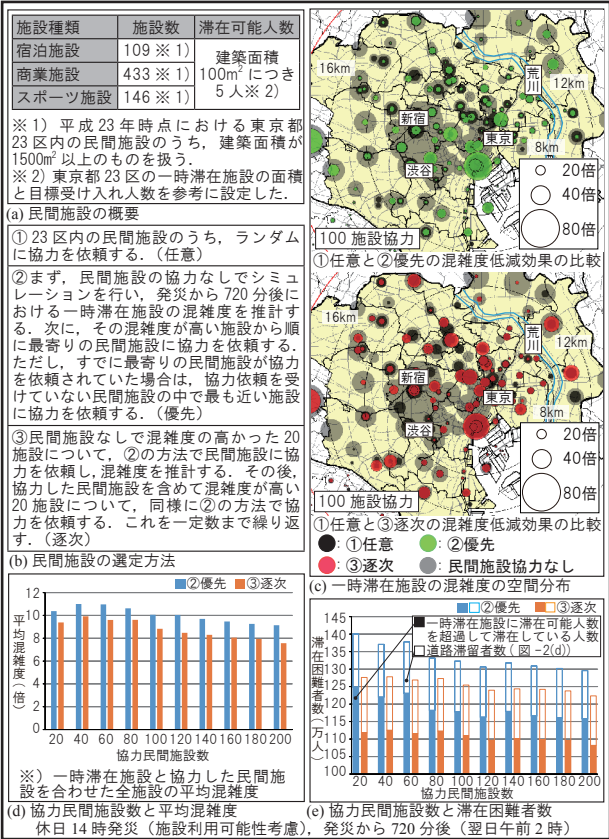 施設種類 施設数 滞在可能人数
宿泊施設 109 ※ 1)
商業施設 433 ※ 1)
スポーツ施設 146 ※ 1)
建築面積
100m²につき
5人※ 2)
※ 1) 平成 23 年時点における東京都
23 区内の民間施設のうち, 建築面積が
1500m²以上のものを扱う.
※ 2) 東京都 23 区の一時滞在施設の面積
と目標受け入れ人数を参考に設定した.
(a) 民間施設の概要
① 23 区内の民間施設のうち, ランダム
に協力を依頼する. (任意)
②まず, 民間施設の協力なしでシミュ
レーションを行い, 発災から 720 分後に
おける一時滞在施設の混雑度を推計す
る. 次に, その混雑度が高い施設から順
に最寄りの民間施設に協力を依頼する.
ただし, すでに最寄りの民間施設が協力
を依頼されていた場合は, 協力依頼を受
けていない民間施設の中で最も近い施設
に協力を依頼する. (優先)
③民間施設なしで混雑度の高かった 20
施設について, ②の方法で民間施設に協
力を依頼し, 混雑度を推計する. その後,
協力した民間施設を含めて混雑度が高い
20 施設について, 同様に②の方法で協
力を依頼する. これを一定数まで繰り返
す. (逐次)
(b) 民間施設の選定方法
16km
荒川
12km
新宿
東京
8km
渋谷
20倍
40倍
80倍
100 施設協力
①任意と②優先の混雑度低減効果の比較
16km
荒川
12km
新宿
東京
8km
渋谷
20倍
40倍
80倍
100 施設協力
①任意と③逐次の混雑度低減効果の比較
: ①任意 : ②優先
: ③逐次 : 民間施設協力なし
(c) 一時滞在施設の混雑度の空間分布
②優先 ③逐次
平均混雑度(倍)
12
10
8
6
4
2
0
20 40 60 80 100 120 140 160 180 200
協力民間施設数
※) 一時滞在施設と協力した民間施
設を合わせた全施設の平均混雑度
(d) 協力民間施設数と平均混雑度
②優先 ③逐次
一時滞在施設に滞在可能人数
を超過して滞在している人数
道路滞留者数 ( 図 -2(d))
滞在困難者数(万人)
145
140
135
130
125
120
115
110
105
100
20 40 60 80 100 120 140 160 180 200
協力民間施設数
(e) 協力民間施設数と滞在困難者数
休日 14 時発災 (施設利用可能性考慮), 発災から 720 分後 (翌日午前 2 時)